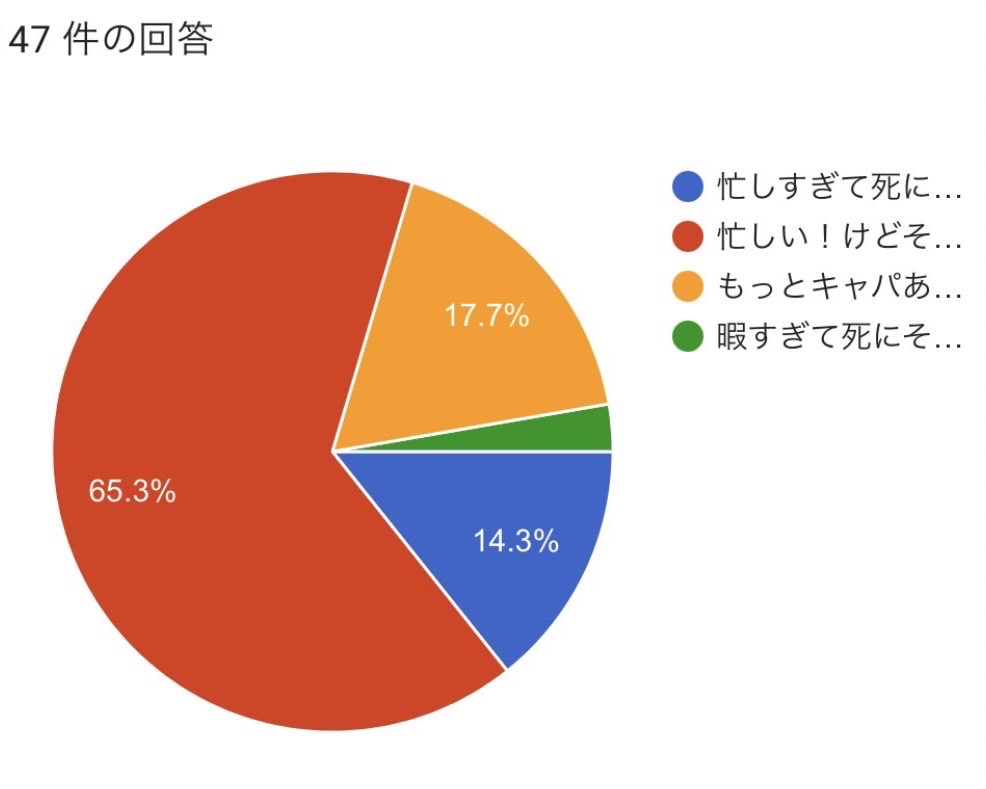 47 件の回答
忙しすぎて死に…
忙しい！けどそ…
もっとキャパあ…
暇すぎて死にそ…
17.7%
65.3%
14.3%